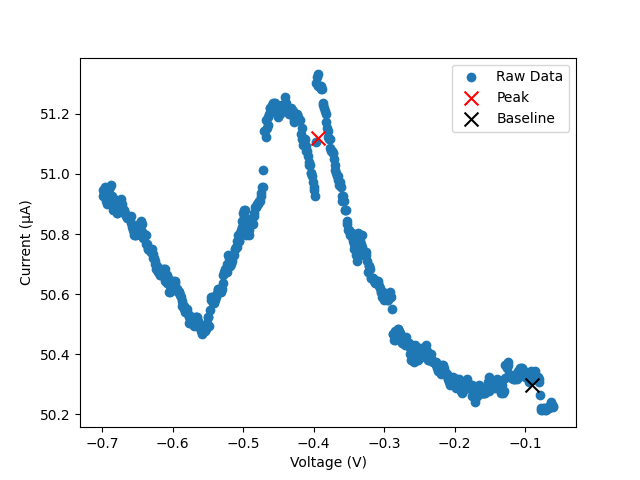 Raw Data
Peak
Baseline
51.2
51.0
50.8
50.6
50.4
50.2
Current (μA)
−0.7
−0.6
−0.5
−0.4
−0.3
−0.2
−0.1
Voltage (V)